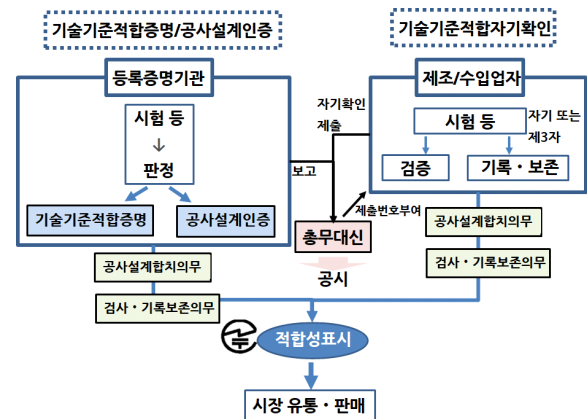 기술기준적합증명/공사설계인증
기술기준적합자기확인
등록증명기관
시험 등
↓
판정
기술기준적합증명
공사설계인증
공사설계합치의무
검사・기록보존의무
제조/수입업자
시험 등
자기 또는
제3자
검증
기록・보존
자기확인
제출
보고
제출번호부여
총무대신
공시
공사설계합치의무
검사・기록보존의무
적합성표시
시장 유통・판매